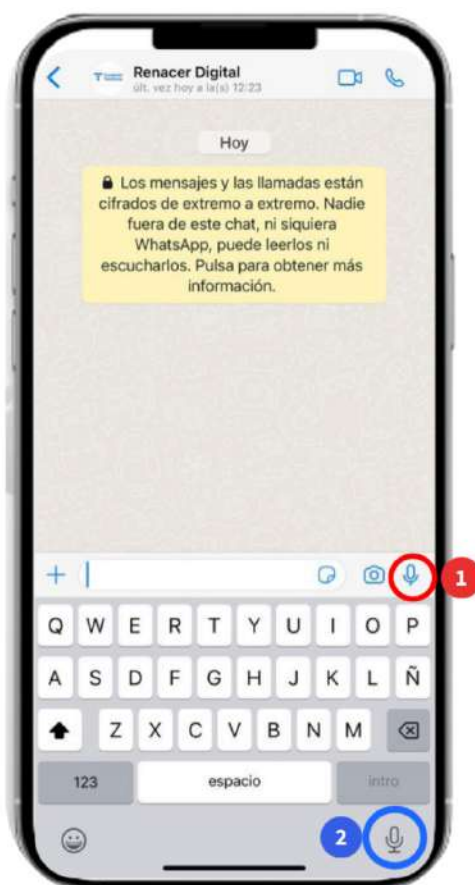 Renacer Digital
últ. vez hoy a la(s) 12:23
Hoy
Los mensajes y las llamadas están
cifrados de extremo a extremo. Nadie
fuera de este chat, ni siquiera
WhatsApp, puede leerlos ni
escucharlos. Pulsa para obtener más
información.
1
Q W E R T Y U I O P
A S D F G H J K L Ñ
Z X C V B N M
123 espacio intro
2